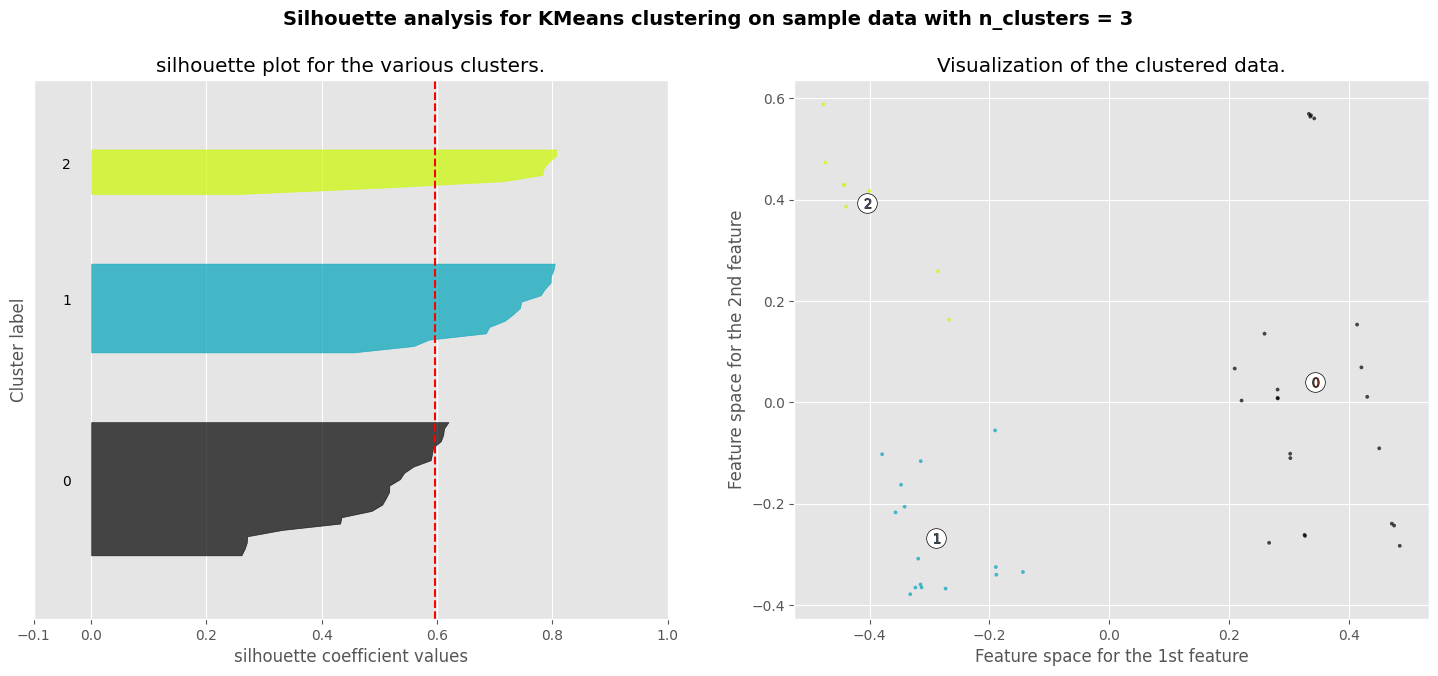 Silhouette analysis for KMeans clustering on sample data with n_clusters = 3
silhouette plot for the various clusters.
2
1
0
Cluster label
−0.1 0.0 0.2 0.4 0.6 0.8 1.0
silhouette coefficient values
Visualization of the clustered data.
0.6
0.4
0.2
0.0
−0.2
−0.4
Feature space for the 2nd feature
2
0
1
−0.4 −0.2 0.0 0.2 0.4
Feature space for the 1st feature